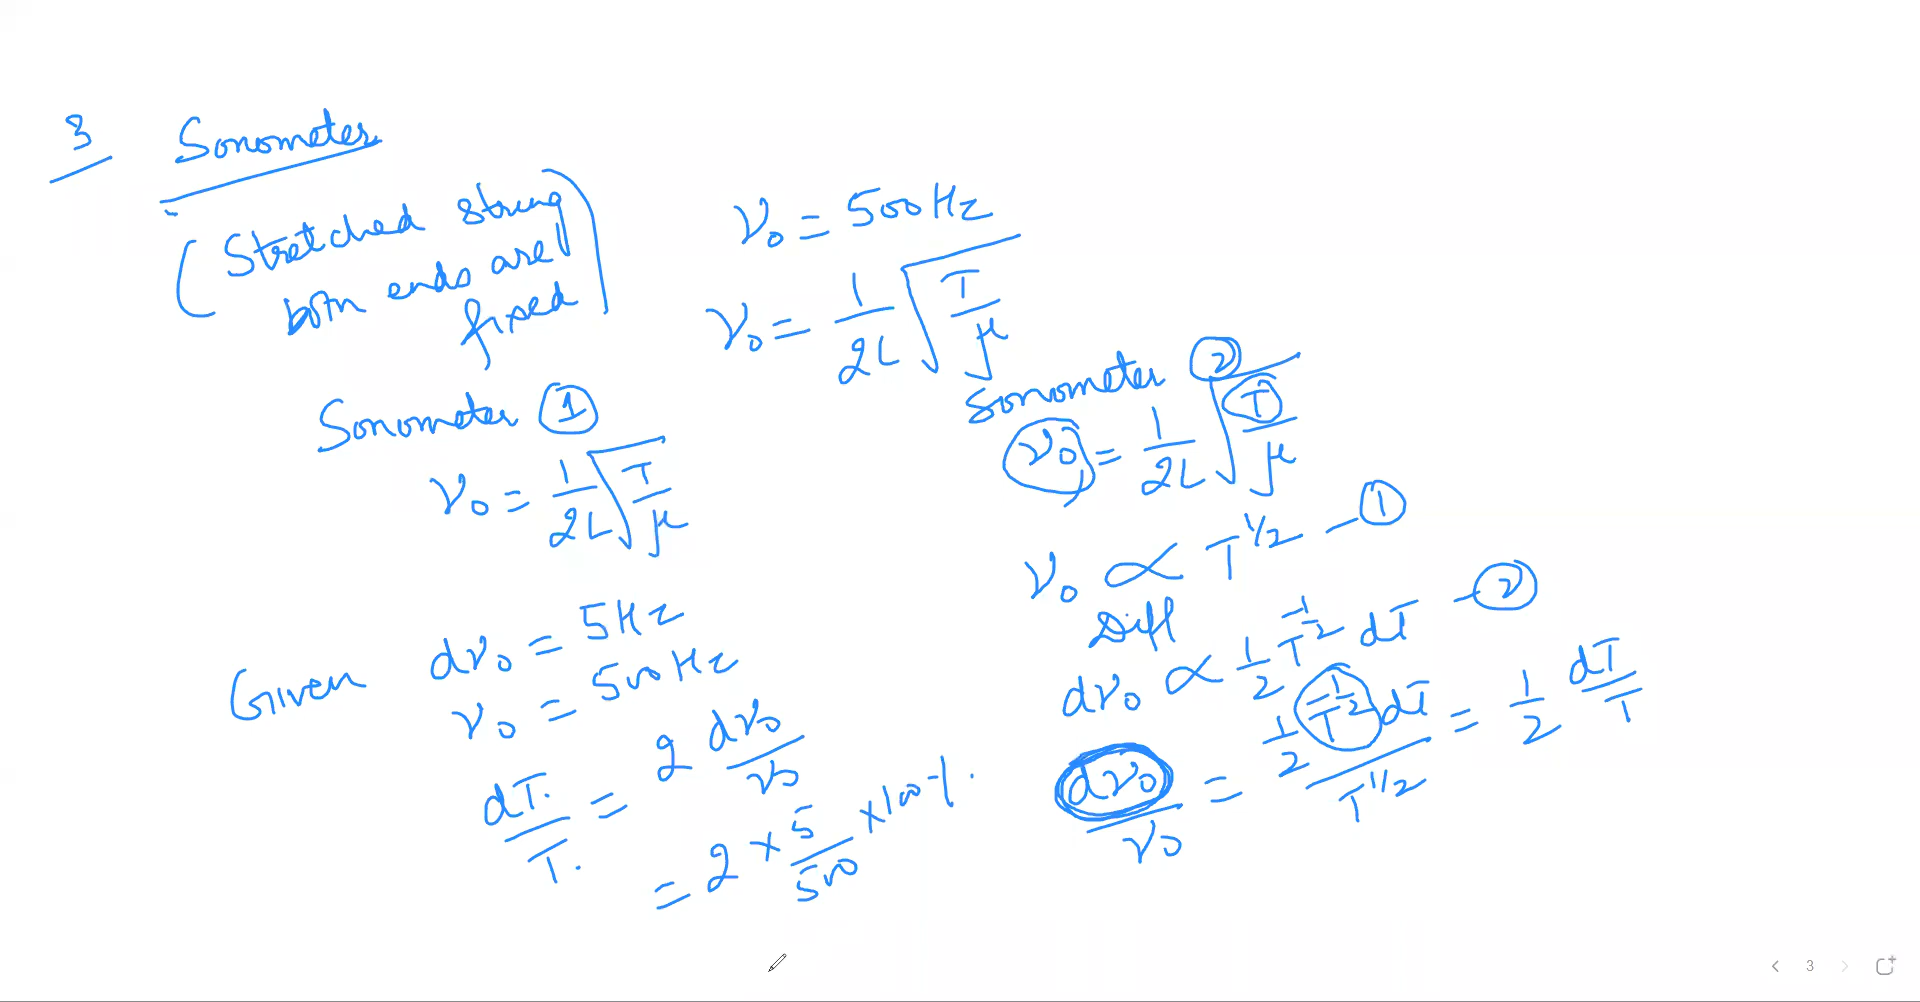 3 Sonometer
(Stretched string
both ends are
fixed)
ν₀ = 500 Hz
ν₀ = 1/2L √(T/μ)
Sonometer ①
ν₀ = 1/2L √(T/μ)
Given dν₀ = 5 Hz
ν₀ = 500 Hz
dT/T = 2 dν₀/ν₀
= 2 × 5/500 × 100 %.
Sonometer ②
ν₀ = 1/2L √(T/μ)
ν₀ ∝ T^1/2 — ①
Diff
dν₀ ∝ 1/2 T^-1/2 dT — ②
dν₀/ν₀ = (1/2 T^-1/2 dT)/T^1/2 = 1/2 dT/T
3